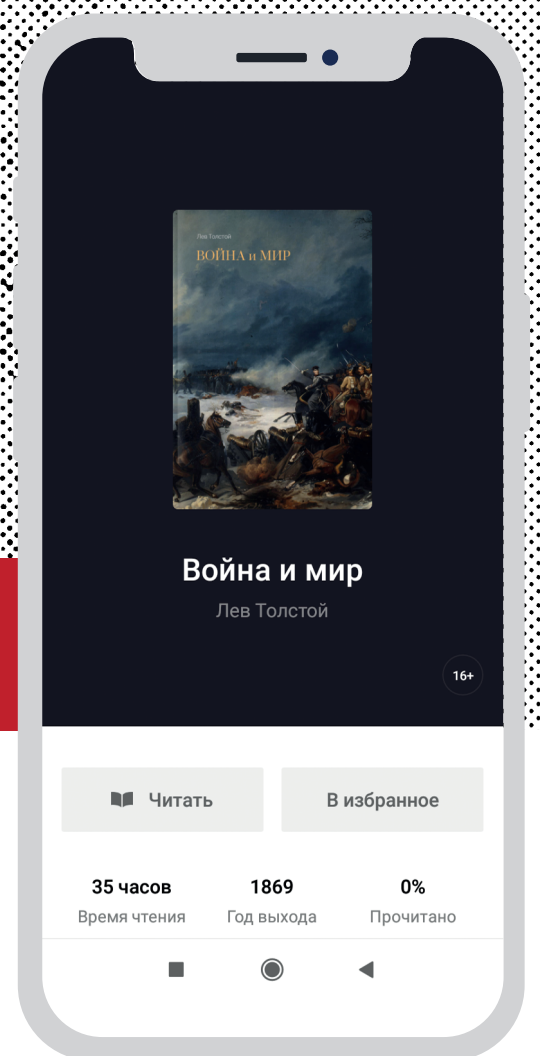 Лев Толстой
ВОЙНА и МИР
Война и мир
Лев Толстой
16+
Читать
В избранное
35 часов
1869
0%
Время чтения
Год выхода
Прочитано